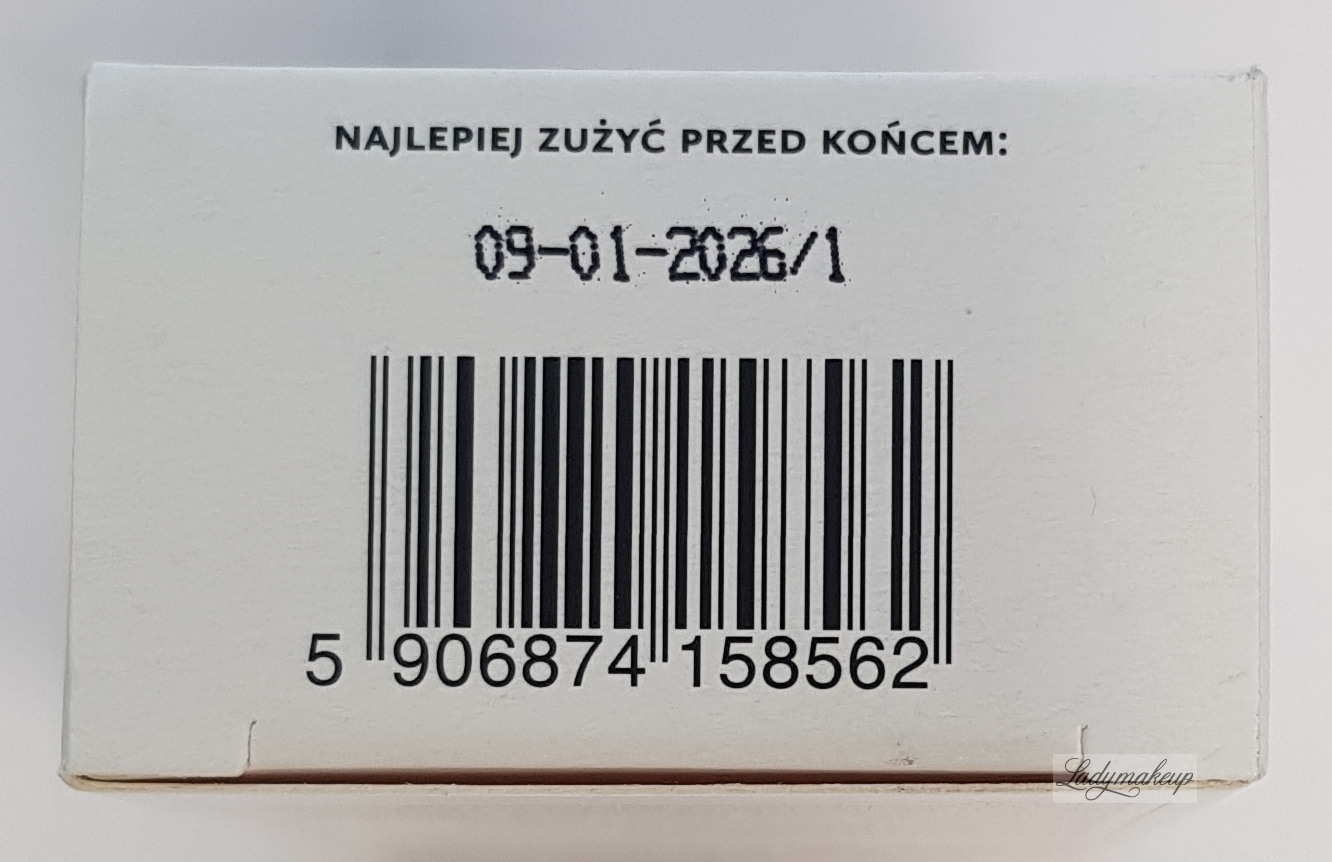 NAJLEPIEJ ZUŻYĆ PRZED KOŃCEM:
09-01-2026/1
5 906874 158562
Ladymakeup